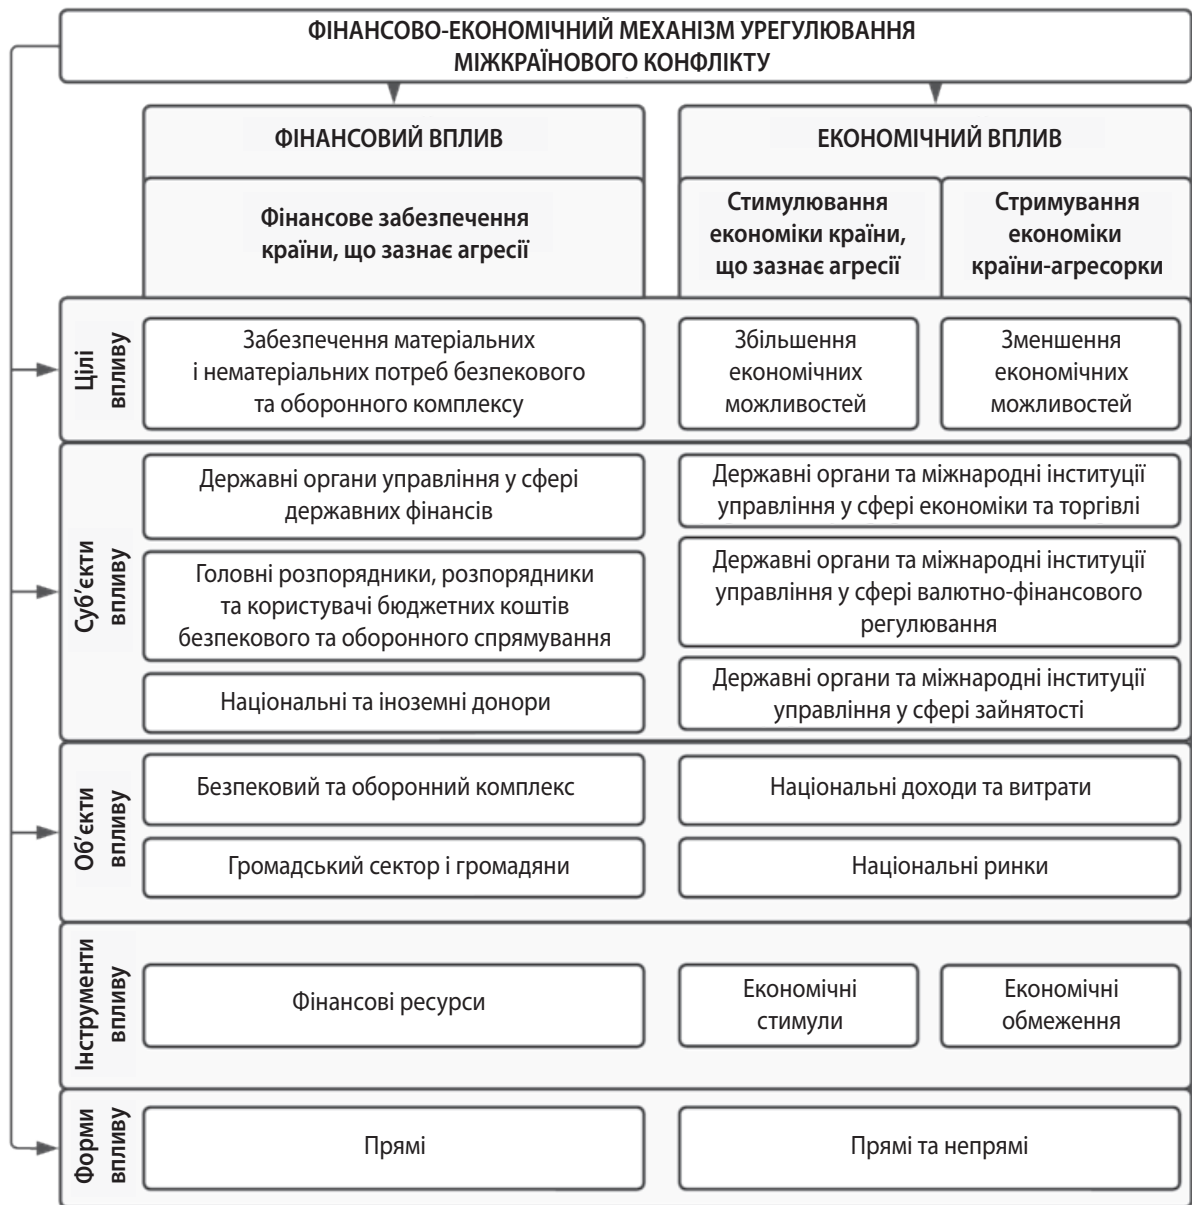 ФІНАНСОВО-ЕКОНОМІЧНИЙ МЕХАНІЗМ УРЕГУЛЮВАННЯ
МІЖКРАЇНОВОГО КОНФЛІКТУ
ФІНАНСОВИЙ ВПЛИВ
ЕКОНОМІЧНИЙ ВПЛИВ
Фінансове забезпечення
країни, що зазнає агресії
Стимулювання
економіки країни,
що зазнає агресії
Стримування
економіки
країни-агресорки
Цілі
впливу
Забезпечення матеріальних
і нематеріальних потреб безпекового
та оборонного комплексу
Збільшення
економічних
можливостей
Зменшення
економічних
можливостей
Суб’єкти
впливу
Державні органи управління у сфері
державних фінансів
Головні розпорядники, розпорядники
та користувачі бюджетних коштів
безпекового та оборонного спрямування
Національні та іноземні донори
Державні органи та міжнародні інституції
управління у сфері економіки та торгівлі
Державні органи та міжнародні інституції
управління у сфері валютно-фінансового
регулювання
Державні органи та міжнародні інституції
управління у сфері зайнятості
Об’єкти
впливу
Безпековий та оборонний комплекс
Громадський сектор і громадяни
Національні доходи та витрати
Національні ринки
Інструменти
впливу
Фінансові ресурси
Економічні
стимули
Економічні
обмеження
Форми
впливу
Прямі
Прямі та непрямі